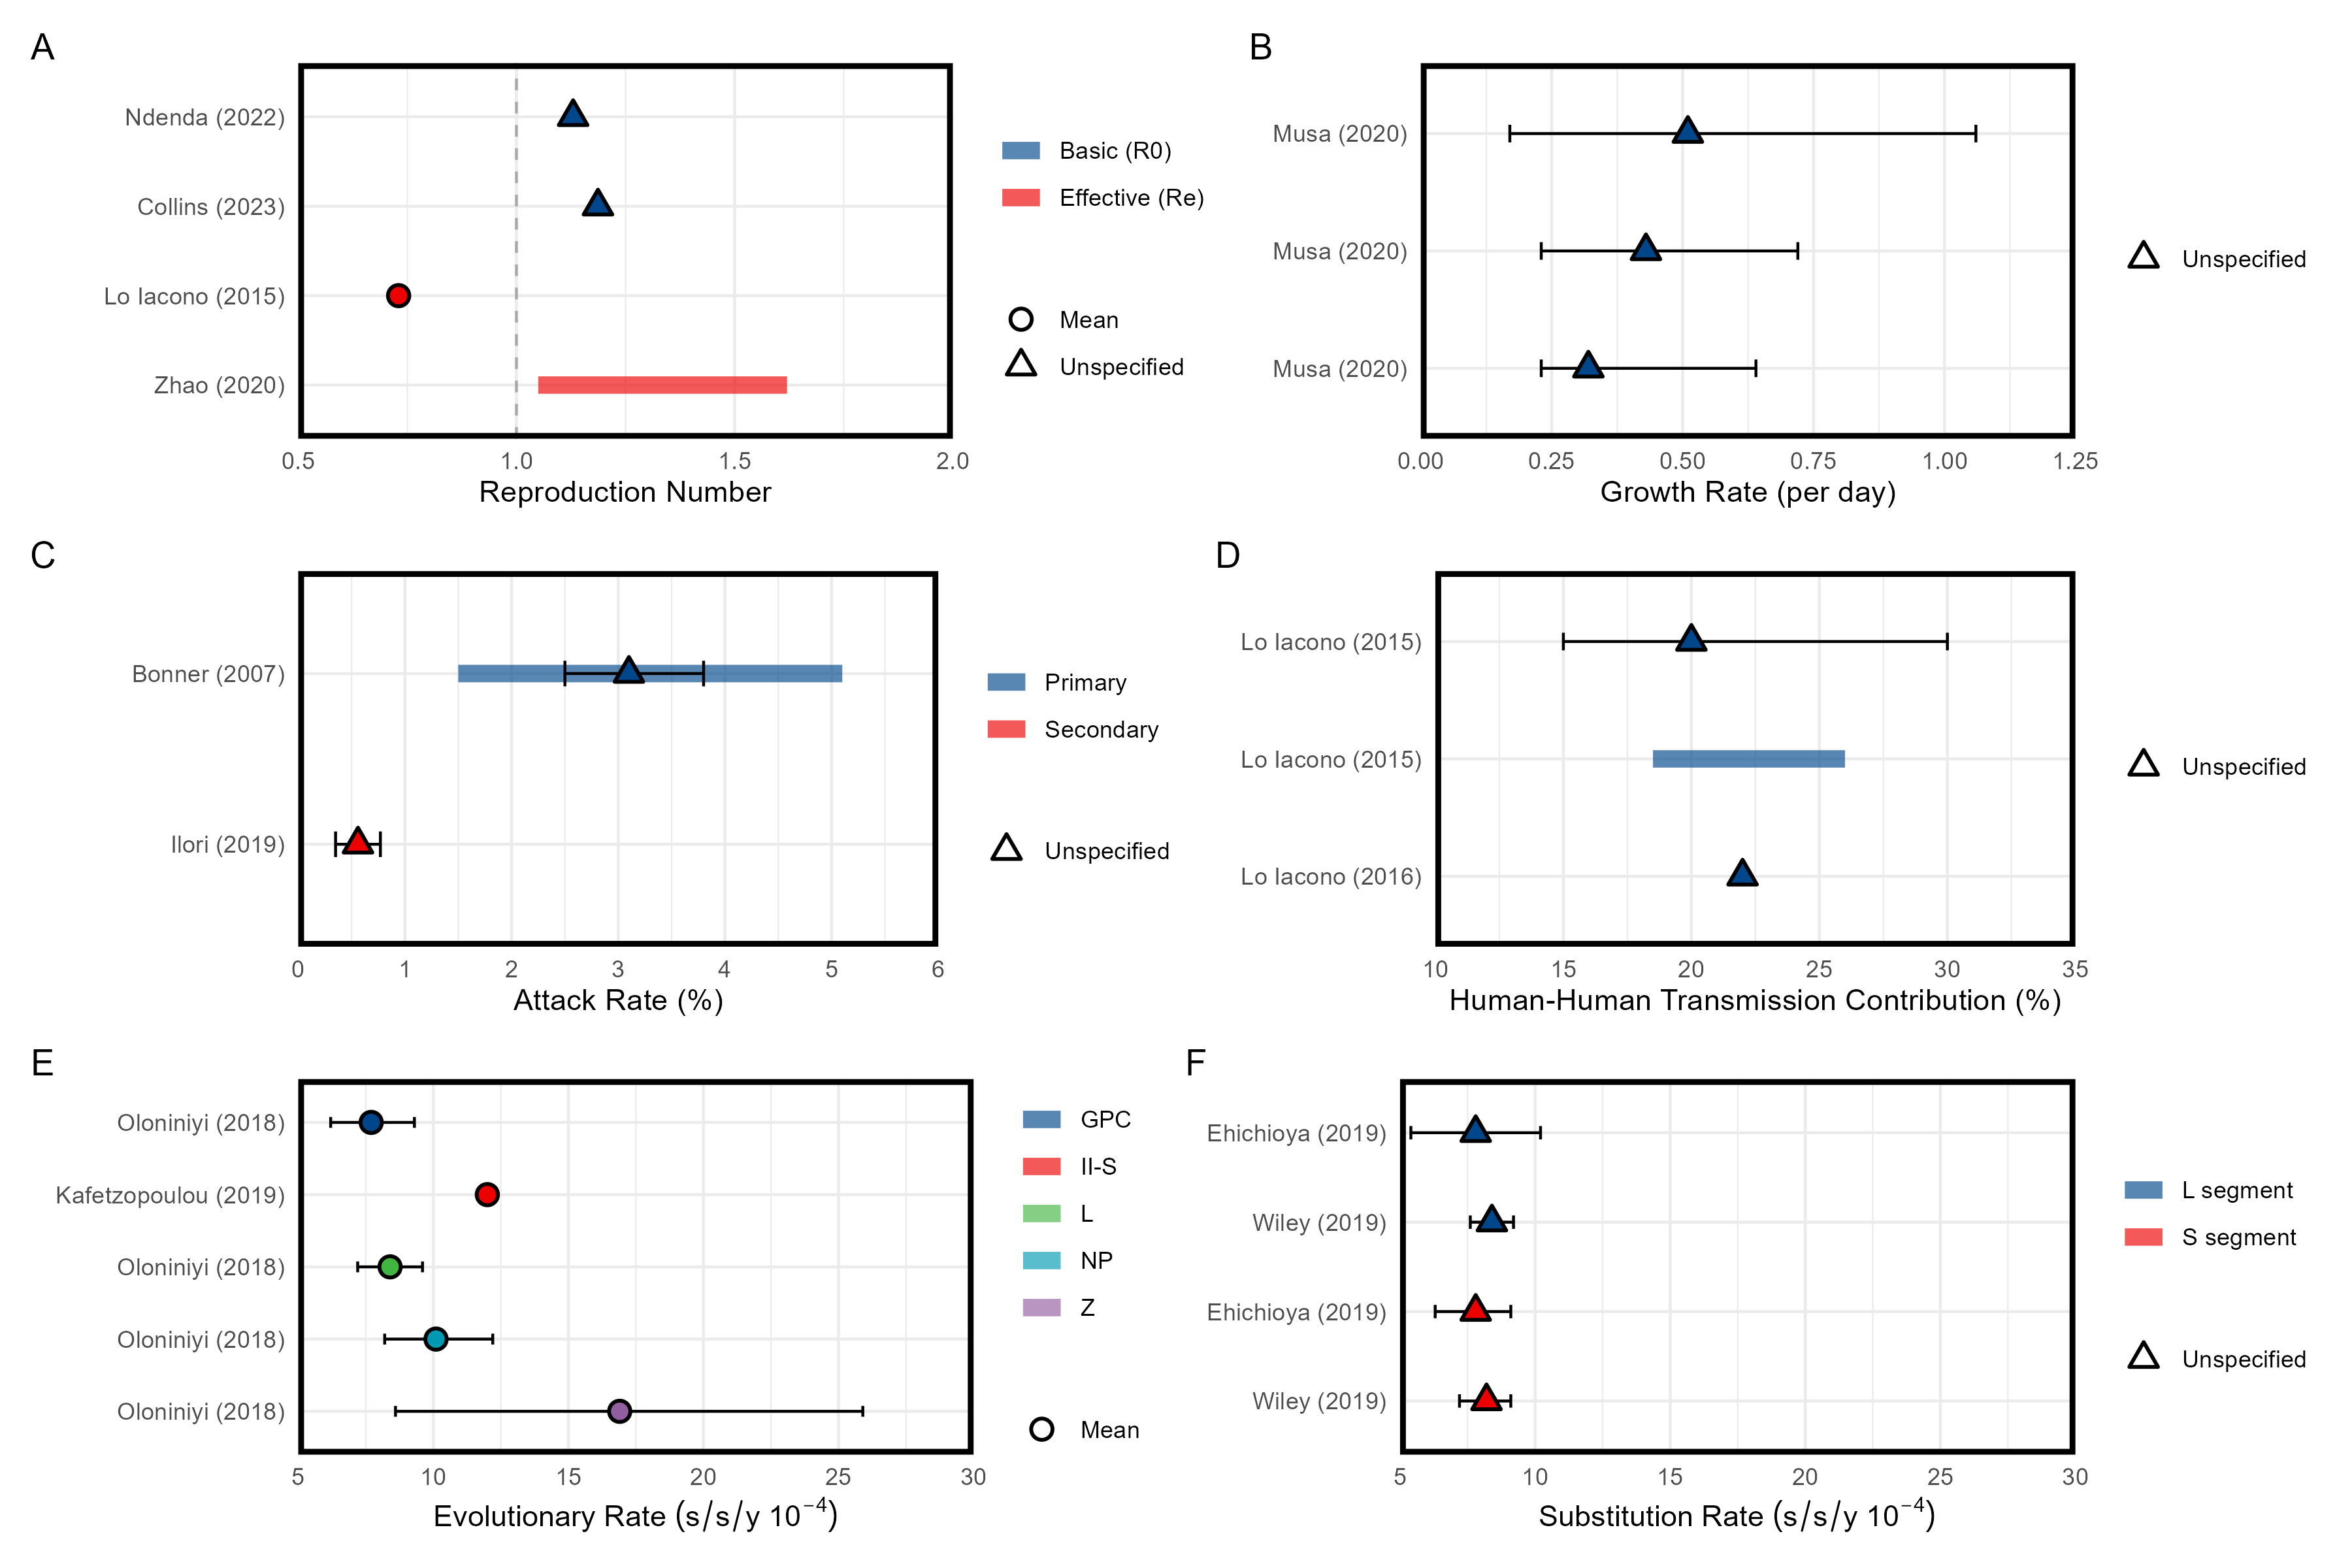 A
Ndenda (2022)
Collins (2023)
Lo Iacono (2015)
Zhao (2020)
0.5 1.0 1.5 2.0
Reproduction Number
Basic (R0)
Effective (Re)
Mean
Unspecified
B
Musa (2020)
Musa (2020)
Musa (2020)
0.00 0.25 0.50 0.75 1.00 1.25
Growth Rate (per day)
Unspecified
C
Bonner (2007)
Ilori (2019)
0 1 2 3 4 5 6
Attack Rate (%)
Primary
Secondary
Unspecified
D
Lo Iacono (2015)
Lo Iacono (2015)
Lo Iacono (2016)
10 15 20 25 30 35
Human-Human Transmission Contribution (%)
Unspecified
E
Oloniniyi (2018)
Kafetzopoulou (2019)
Oloniniyi (2018)
Oloniniyi (2018)
Oloniniyi (2018)
5 10 15 20 25 30
Evolutionary Rate (s/s/y 10⁻⁴)
GPC
II-S
L
NP
Z
Mean
F
Ehichioya (2019)
Wiley (2019)
Ehichioya (2019)
Wiley (2019)
5 10 15 20 25 30
Substitution Rate (s/s/y 10⁻⁴)
L segment
S segment
Unspecified